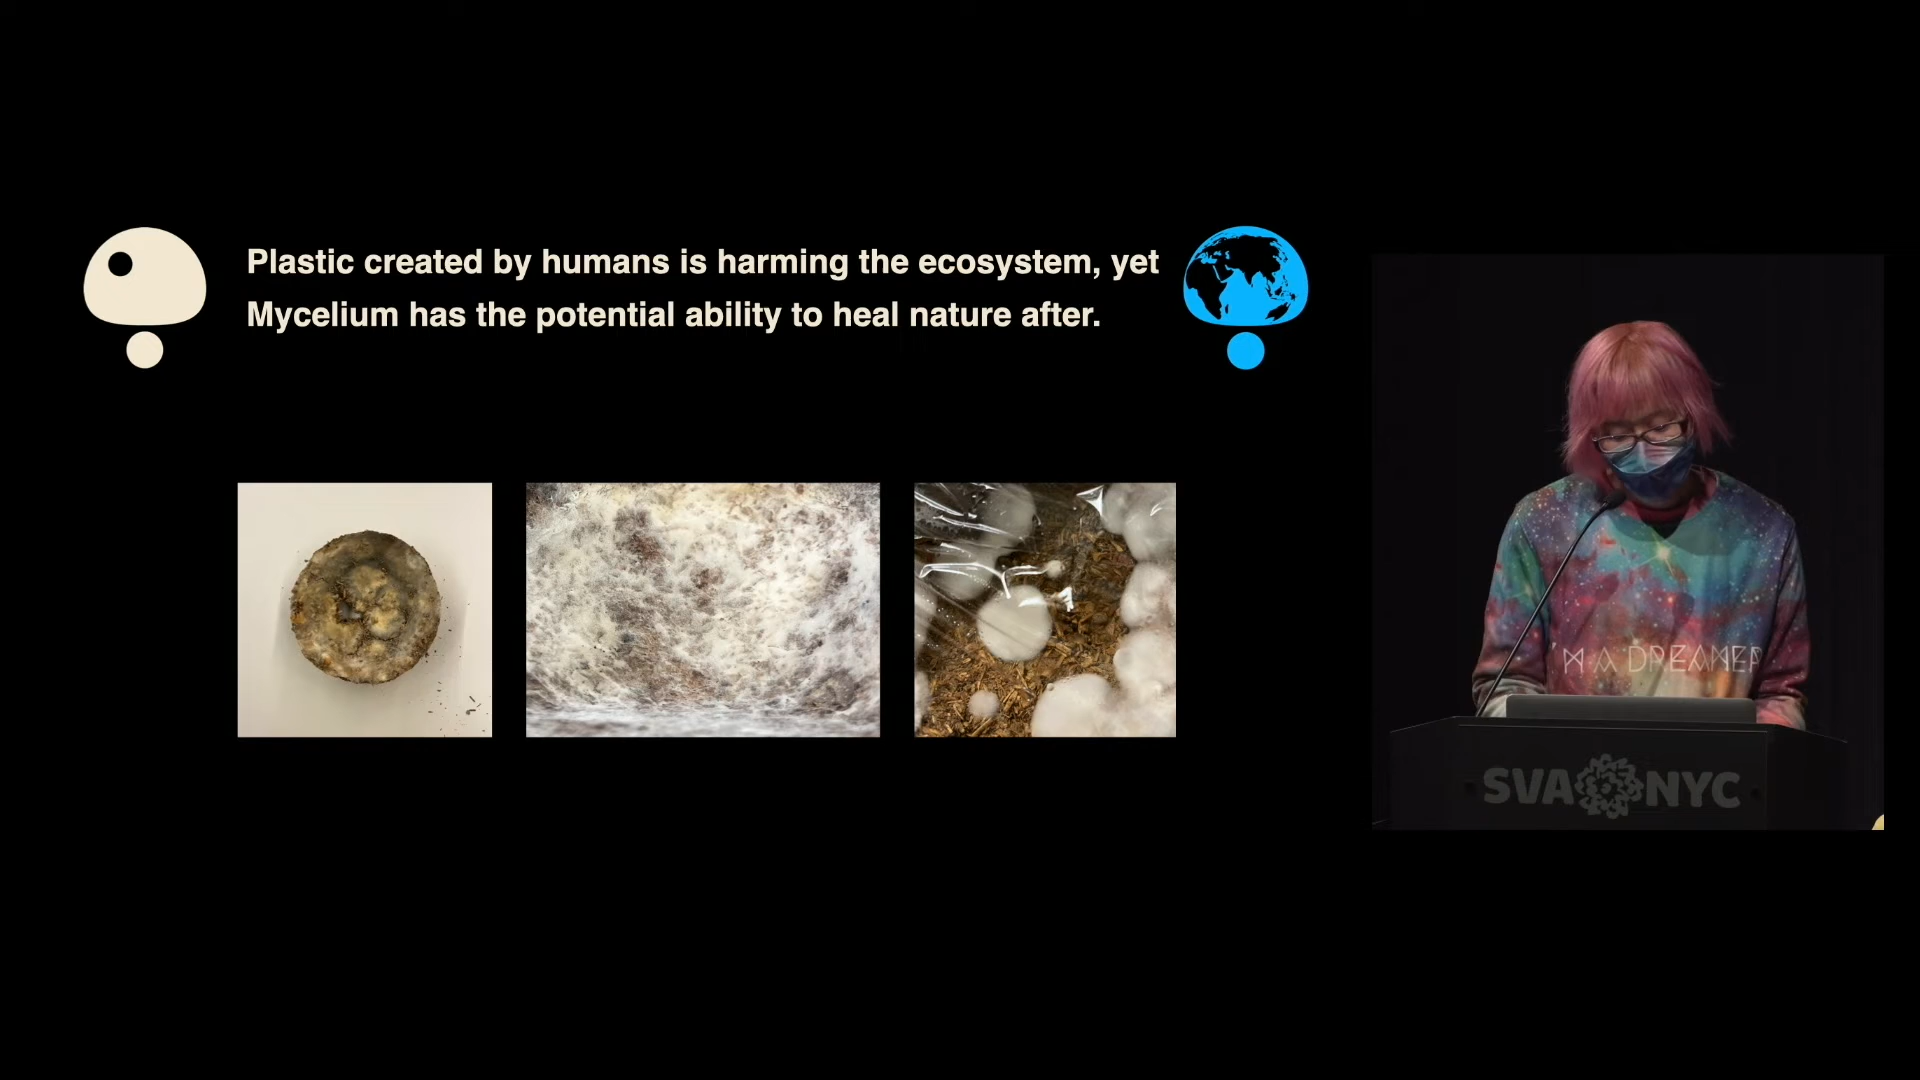 Plastic created by humans is harming the ecosystem, yet
Mycelium has the potential ability to heal nature after.
'M A DREAMER
SVA NYC